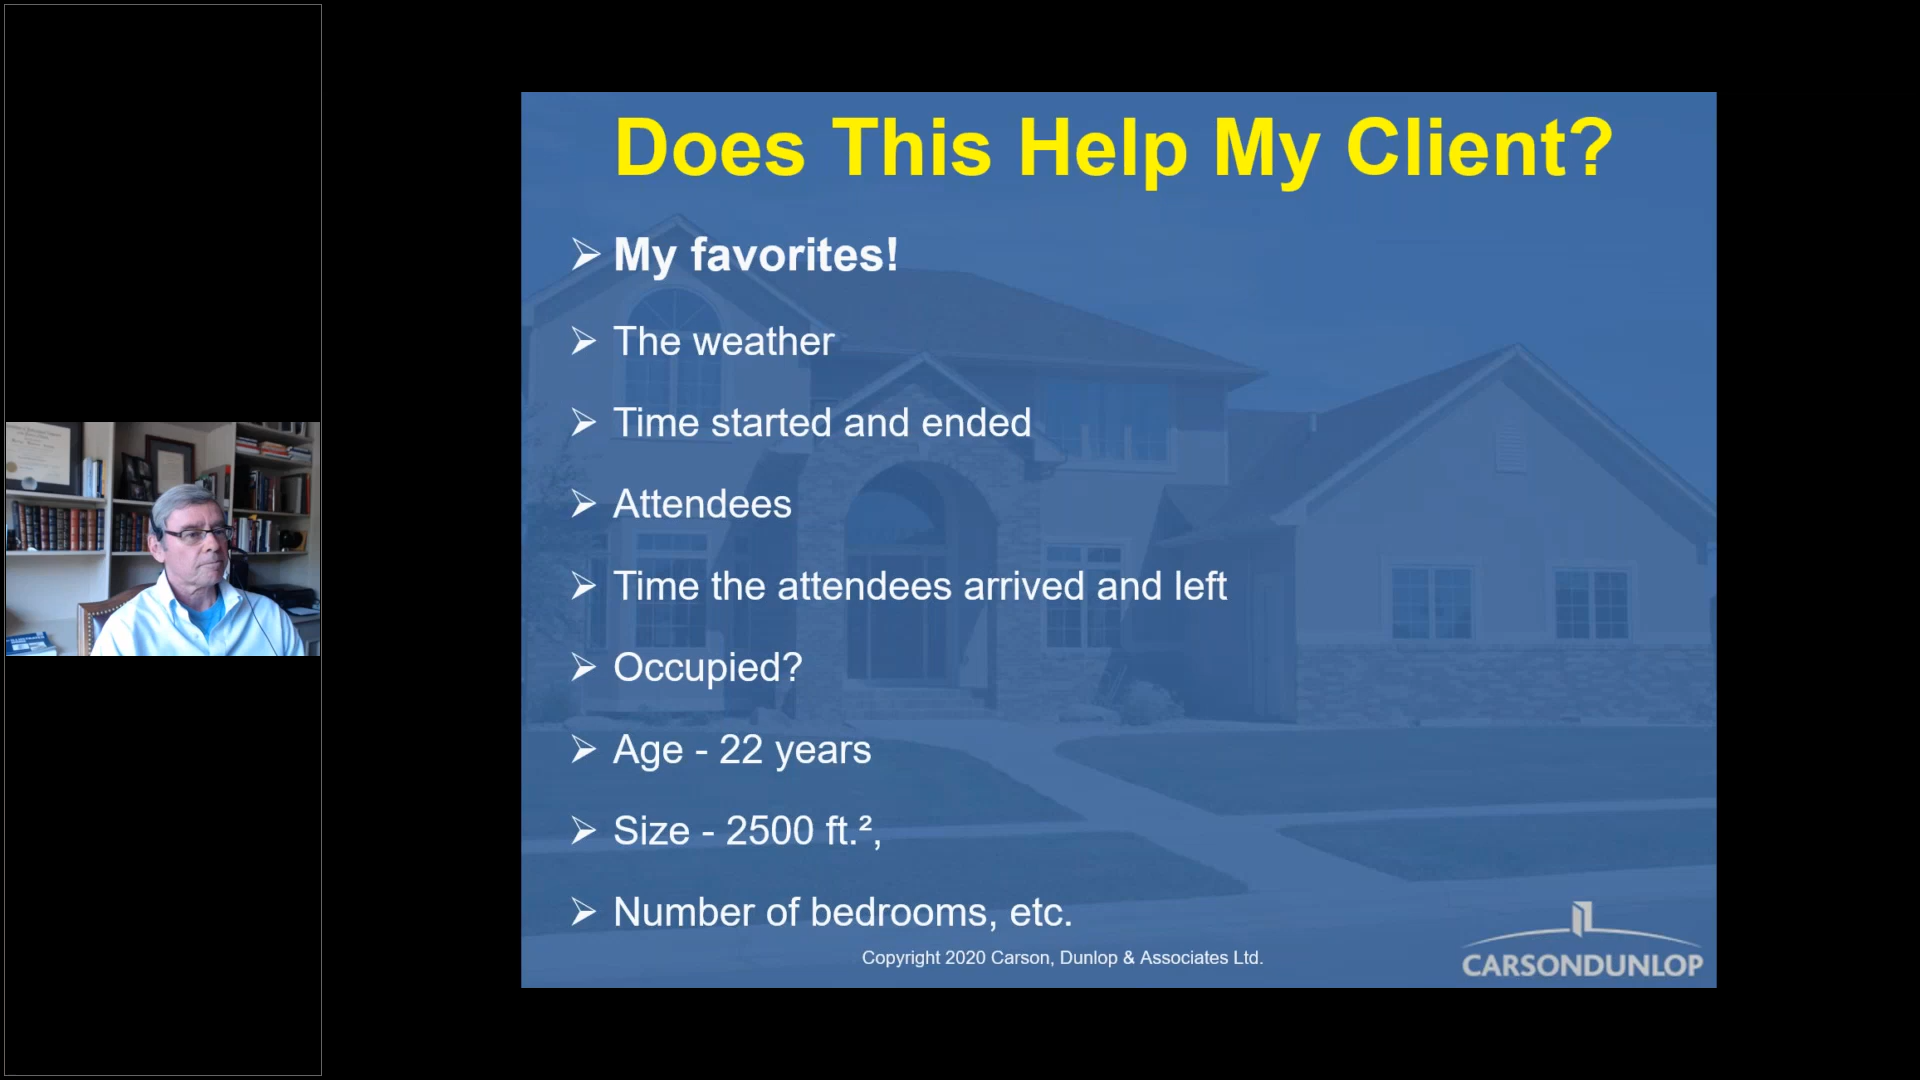 Does This Help My Client?
My favorites!
The weather
Time started and ended
Attendees
Time the attendees arrived and left
Occupied?
Age - 22 years
Size - 2500 ft.²,
Number of bedrooms, etc.
Copyright 2020 Carson, Dunlop & Associates Ltd.
CARSONDUNLOP